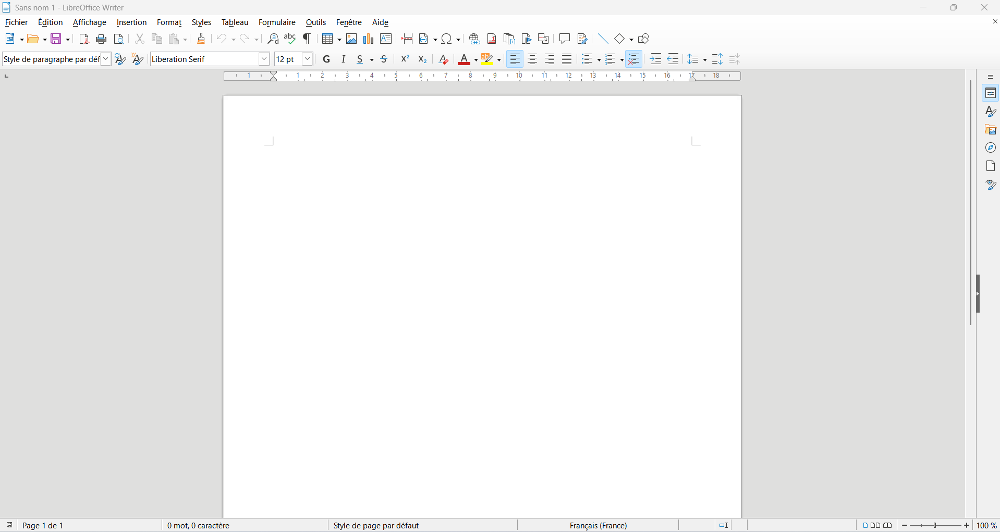 Sans nom 1 - LibreOffice Writer
Fichier Édition Affichage Insertion Format Styles Tableau Formulaire Outils Fenêtre Aide
Style de paragraphe par déf Liberation Serif 12 pt G I S S X² X₂ A ab
1 1 2 3 4 5 6 7 8 9 10 11 12 13 14 15 16 17 18
Page 1 de 1 0 mot, 0 caractère Style de page par défaut Français (France) 100 %